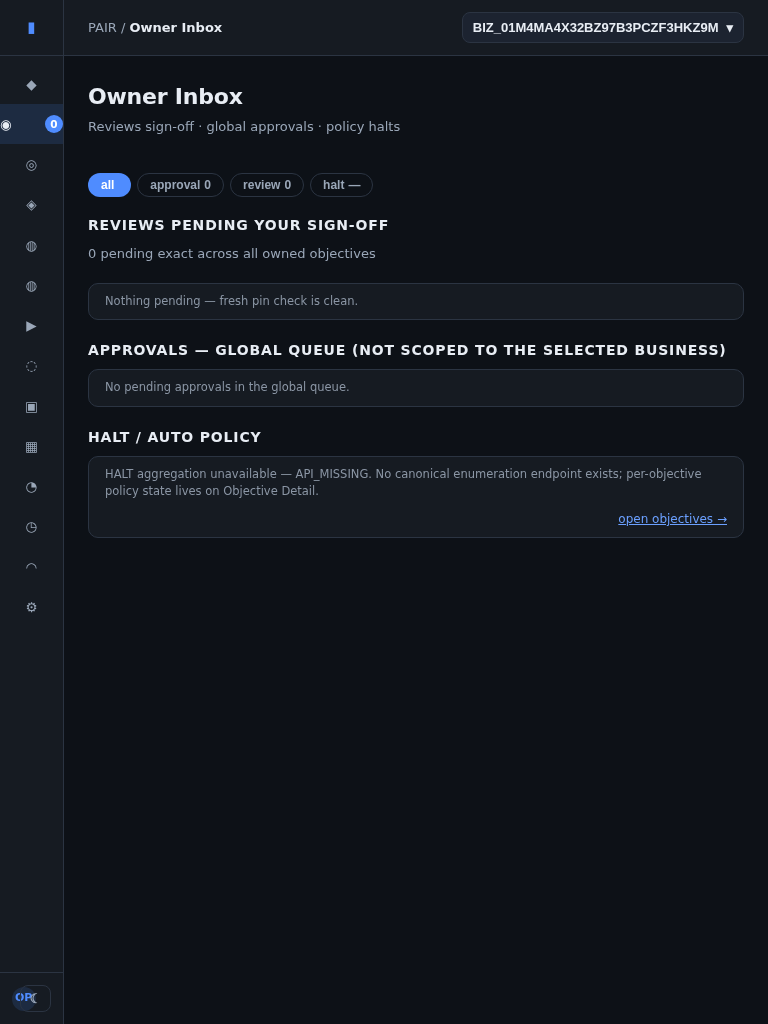 PAIR / Owner Inbox
BIZ_01M4MA4X32BZ97B3PCZF3HKZ9M ▾
0
Owner Inbox
Reviews sign-off · global approvals · policy halts
all
approval 0
review 0
halt —
REVIEWS PENDING YOUR SIGN-OFF
0 pending exact across all owned objectives
Nothing pending — fresh pin check is clean.
APPROVALS — GLOBAL QUEUE (NOT SCOPED TO THE SELECTED BUSINESS)
No pending approvals in the global queue.
HALT / AUTO POLICY
HALT aggregation unavailable — API_MISSING. No canonical enumeration endpoint exists; per-objective
policy state lives on Objective Detail.
open objectives →